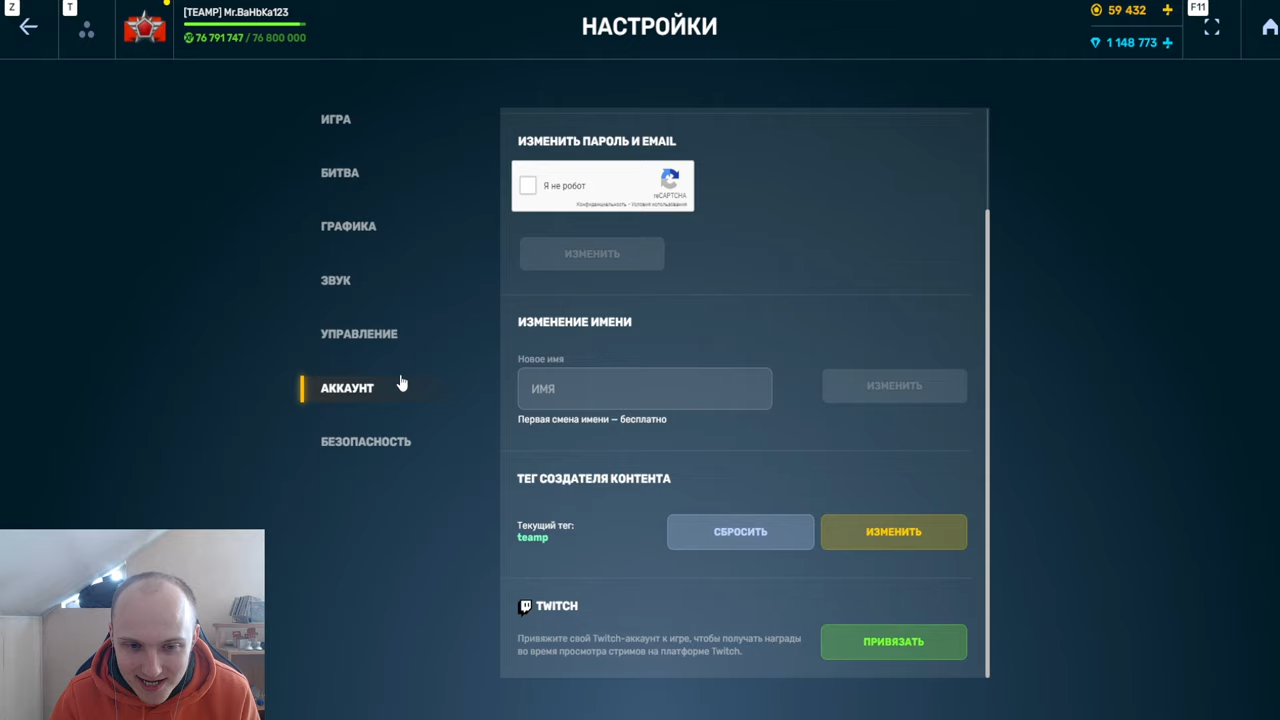 Z
T
[TEAMP] Mr.BaHbKa123
76 791 747 / 76 800 000
НАСТРОЙКИ
59 432 +
1 148 773 +
F11
ИГРА
БИТВА
ГРАФИКА
ЗВУК
УПРАВЛЕНИЕ
АККАУНТ
БЕЗОПАСНОСТЬ
ИЗМЕНИТЬ ПАРОЛЬ И EMAIL
Я не робот
reCAPTCHA
Конфиденциальность - Условия использования
ИЗМЕНИТЬ
ИЗМЕНЕНИЕ ИМЕНИ
Новое имя
ИМЯ
ИЗМЕНИТЬ
Первая смена имени — бесплатно
ТЕГ СОЗДАТЕЛЯ КОНТЕНТА
Текущий тег:
teamp
СБРОСИТЬ
ИЗМЕНИТЬ
TWITCH
Привяжите свой Twitch-аккаунт к игре, чтобы получать награды
во время просмотра стримов на платформе Twitch.
ПРИВЯЗАТЬ